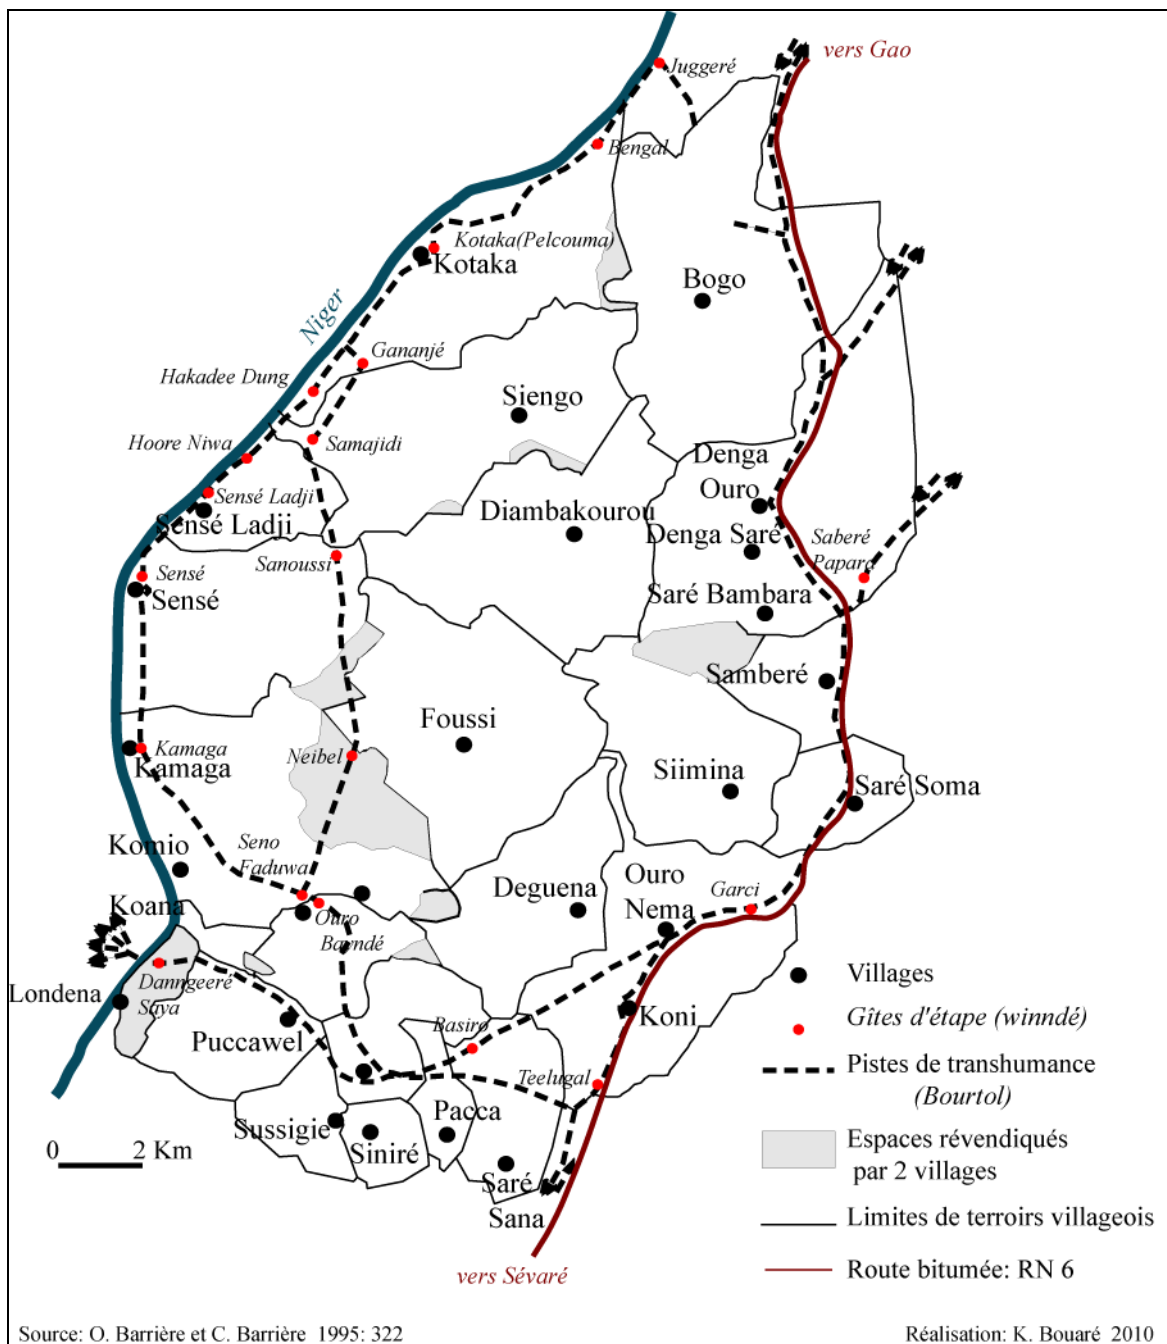 vers Gao
Juggeré
Bengal
Kotaka(Pelcouma)
Kotaka
Bogo
Niger
Gananjé
Hakadee Dung
Siengo
Hoore Niwa
Samajidi
Denga
Ouro
Sensé Ladji
Sensé Ladji
Diambakourou
Denga Saré
Saberé
Papara
Sanoussi
Sensé
Sensé
Saré Bambara
Samberé
Foussi
Kamaga
Kamaga
Neibel
Siimina
Saré Soma
Komio
Seno
Faduwa
Deguena
Ouro
Nema
Garci
Koana
Ouro
Bayndé
Danngeeré
Saya
Londena
Puccawel
Basiro
Koni
Teelugal
Sussigie
Siniré
Pacca
Saré
Sana
0 2 Km
vers Sévaré
Villages
Gîtes d'étape (winndé)
Pistes de transhumance
(Bourtol)
Espaces révendiqués
par 2 villages
Limites de terroirs villageois
Route bitumée: RN 6
Source: O. Barrière et C. Barrière 1995: 322
Réalisation: K. Bouaré 2010